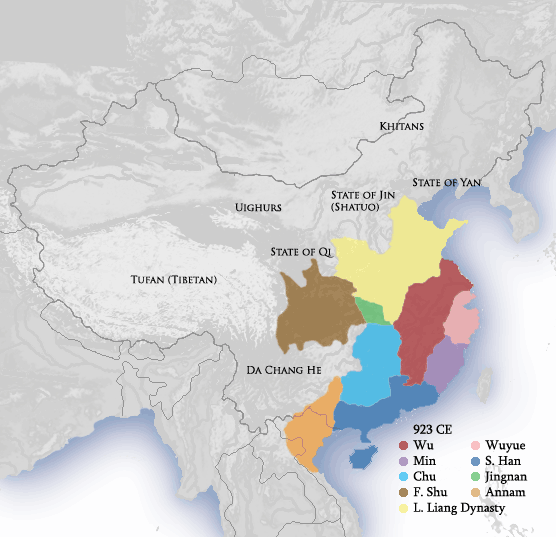 Khitans
State of Yan
State of Jin
(Shatuo)
Uighurs
State of Qi
Tufan (Tibetan)
Da Chang He
923 CE
Wu
Wuyue
Min
S. Han
Chu
Jingnan
F. Shu
Annam
L. Liang Dynasty